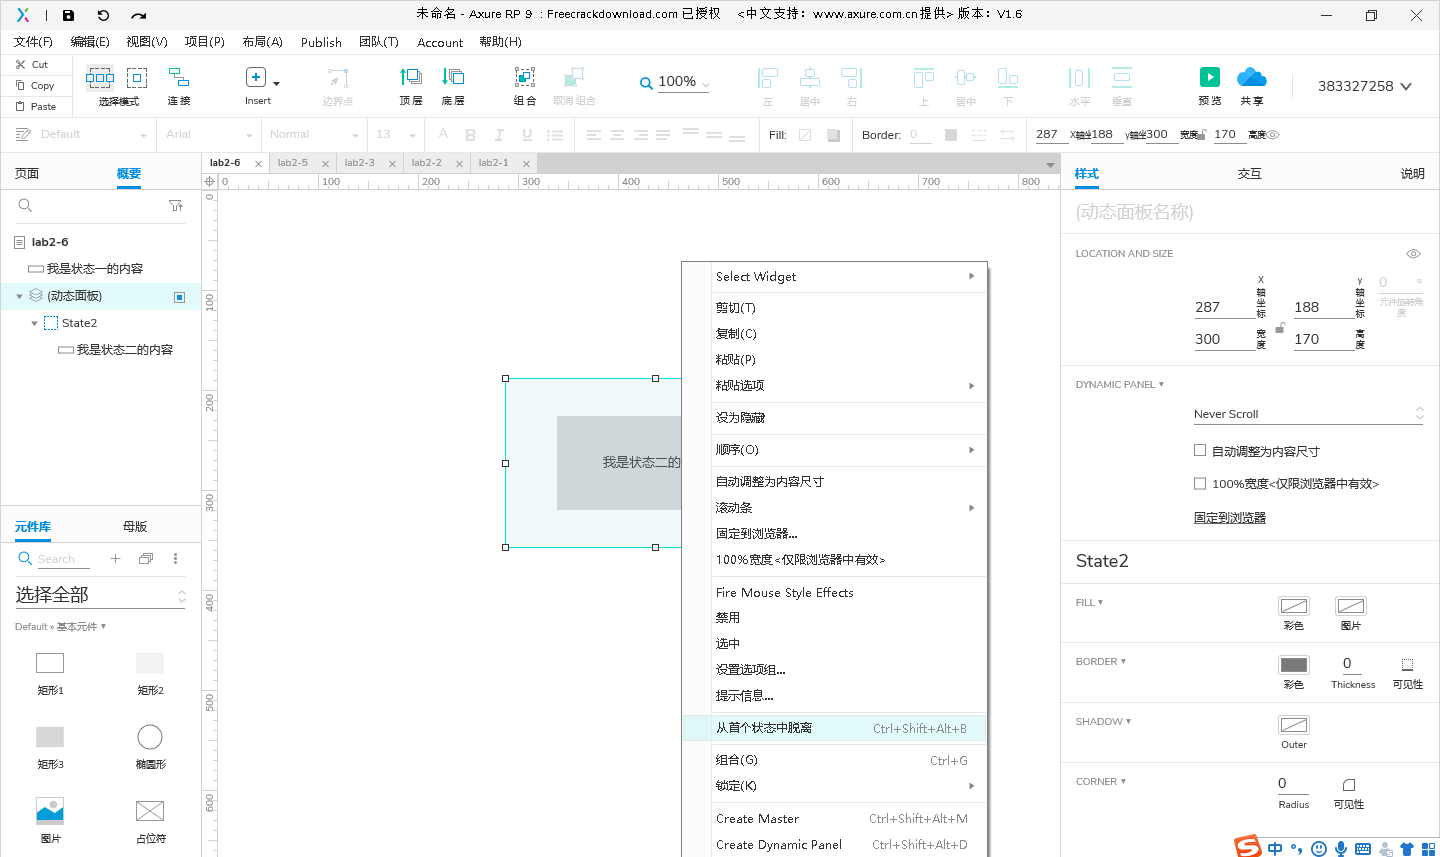 未命名 - Axure RP 9 : Freecrackdownload.com 已授权 <中文支持: www.axure.com.cn 提供> 版本: V1.6
文件(F) 编辑(E) 视图(V) 项目(P) 布局(A) Publish 团队(T) Account 帮助(H)
Cut
Copy
Paste
选择模式 连接 Insert 边界点 顶层 底层 组合 取消组合 100% 左 居中 右 上 居中 下 水平 垂直 预览 共享 383327258
Default Arial Normal 13 A B I U Fill: Border: 0 287 X轴坐 188 y轴坐 300 宽度 170 高度
页面 概要
lab2-6 lab2-5 lab2-3 lab2-2 lab2-1
样式 交互 说明
0 100 200 300 400 500 600 700 800
0
100
200
300
400
500
600
lab2-6
我是状态一的内容
(动态面板)
State2
我是状态二的内容
元件库 母版
Search
选择全部
Default » 基本元件 ▾
矩形1 矩形2
矩形3 椭圆形
图片 占位符
我是状态二的
Select Widget
剪切(T)
复制(C)
粘贴(P)
粘贴选项
设为隐藏
顺序(O)
自动调整为内容尺寸
滚动条
固定到浏览器...
100%宽度<仅限浏览器中有效>
Fire Mouse Style Effects
禁用
选中
设置选项组...
提示信息...
从首个状态中脱离 Ctrl+Shift+Alt+B
组合(G) Ctrl+G
锁定(K)
Create Master Ctrl+Shift+Alt+M
Create Dynamic Panel Ctrl+Shift+Alt+D
(动态面板名称)
LOCATION AND SIZE
287 X轴坐标 188 y轴坐标 0 ° 元件旋转角度
300 宽度 170 高度
DYNAMIC PANEL ▾
Never Scroll
自动调整为内容尺寸
100%宽度<仅限浏览器中有效>
固定到浏览器
State2
FILL ▾
彩色 图片
BORDER ▾ 0
彩色 Thickness 可见性
SHADOW ▾
Outer
CORNER ▾ 0
Radius 可见性
S 中